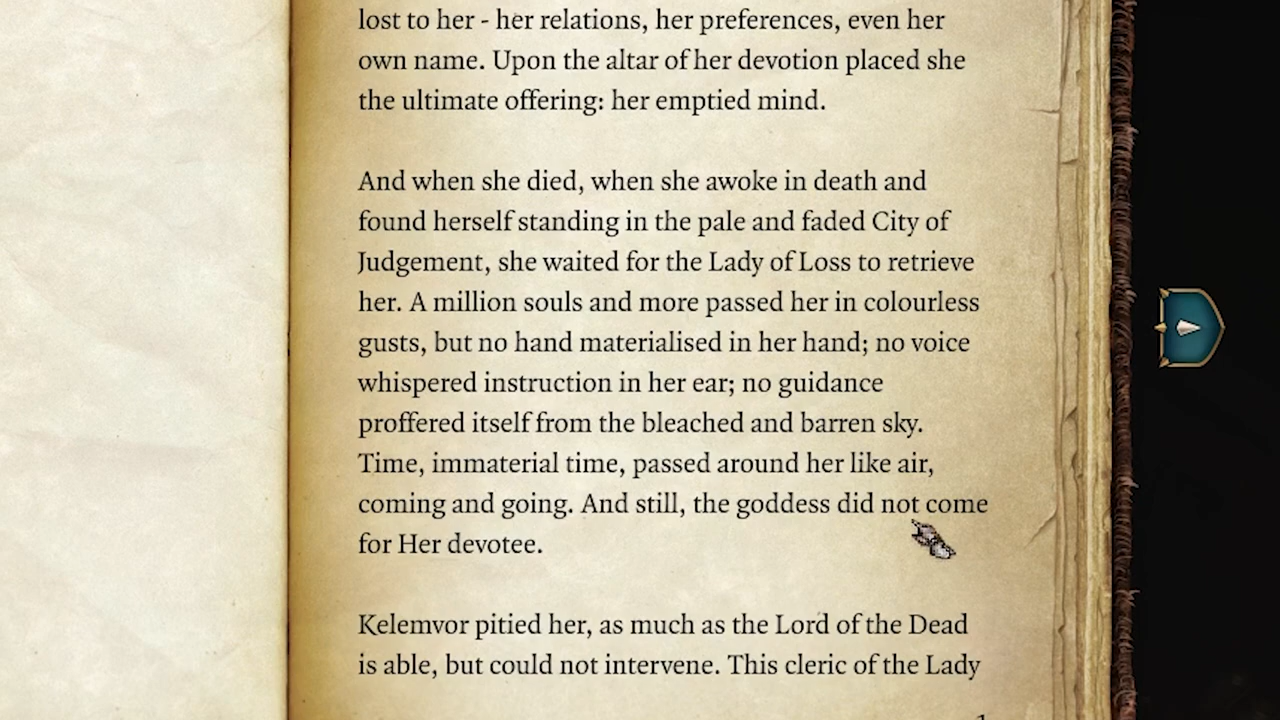 lost to her - her relations, her preferences, even her
own name. Upon the altar of her devotion placed she
the ultimate offering: her emptied mind.
And when she died, when she awoke in death and
found herself standing in the pale and faded City of
Judgement, she waited for the Lady of Loss to retrieve
her. A million souls and more passed her in colourless
gusts, but no hand materialised in her hand; no voice
whispered instruction in her ear; no guidance
proffered itself from the bleached and barren sky.
Time, immaterial time, passed around her like air,
coming and going. And still, the goddess did not come
for Her devotee.
Kelemvor pitied her, as much as the Lord of the Dead
is able, but could not intervene. This cleric of the Lady